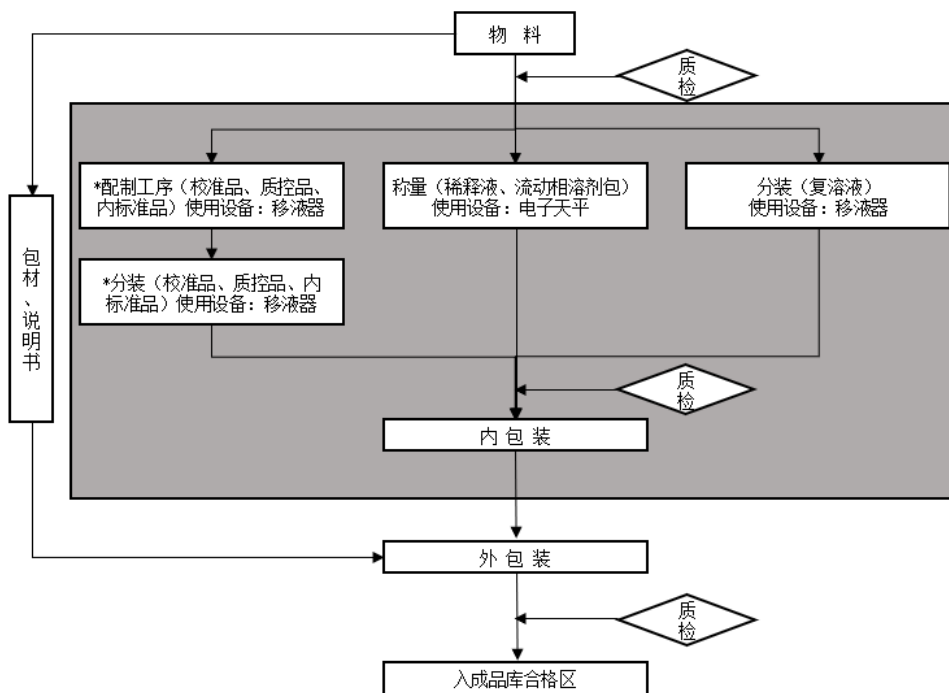 物 料
质
检
*配制工序（校准品、质控品、
内标准品）使用设备：移液器
称量（稀释液、流动相溶剂包）
使用设备：电子天平
分装（复溶液）
使用设备：移液器
包
材
、
说
明
书
*分装（校准品、质控品、内
标准品）使用设备：移液器
质
检
内 包 装
外 包 装
质
检
入成品库合格区